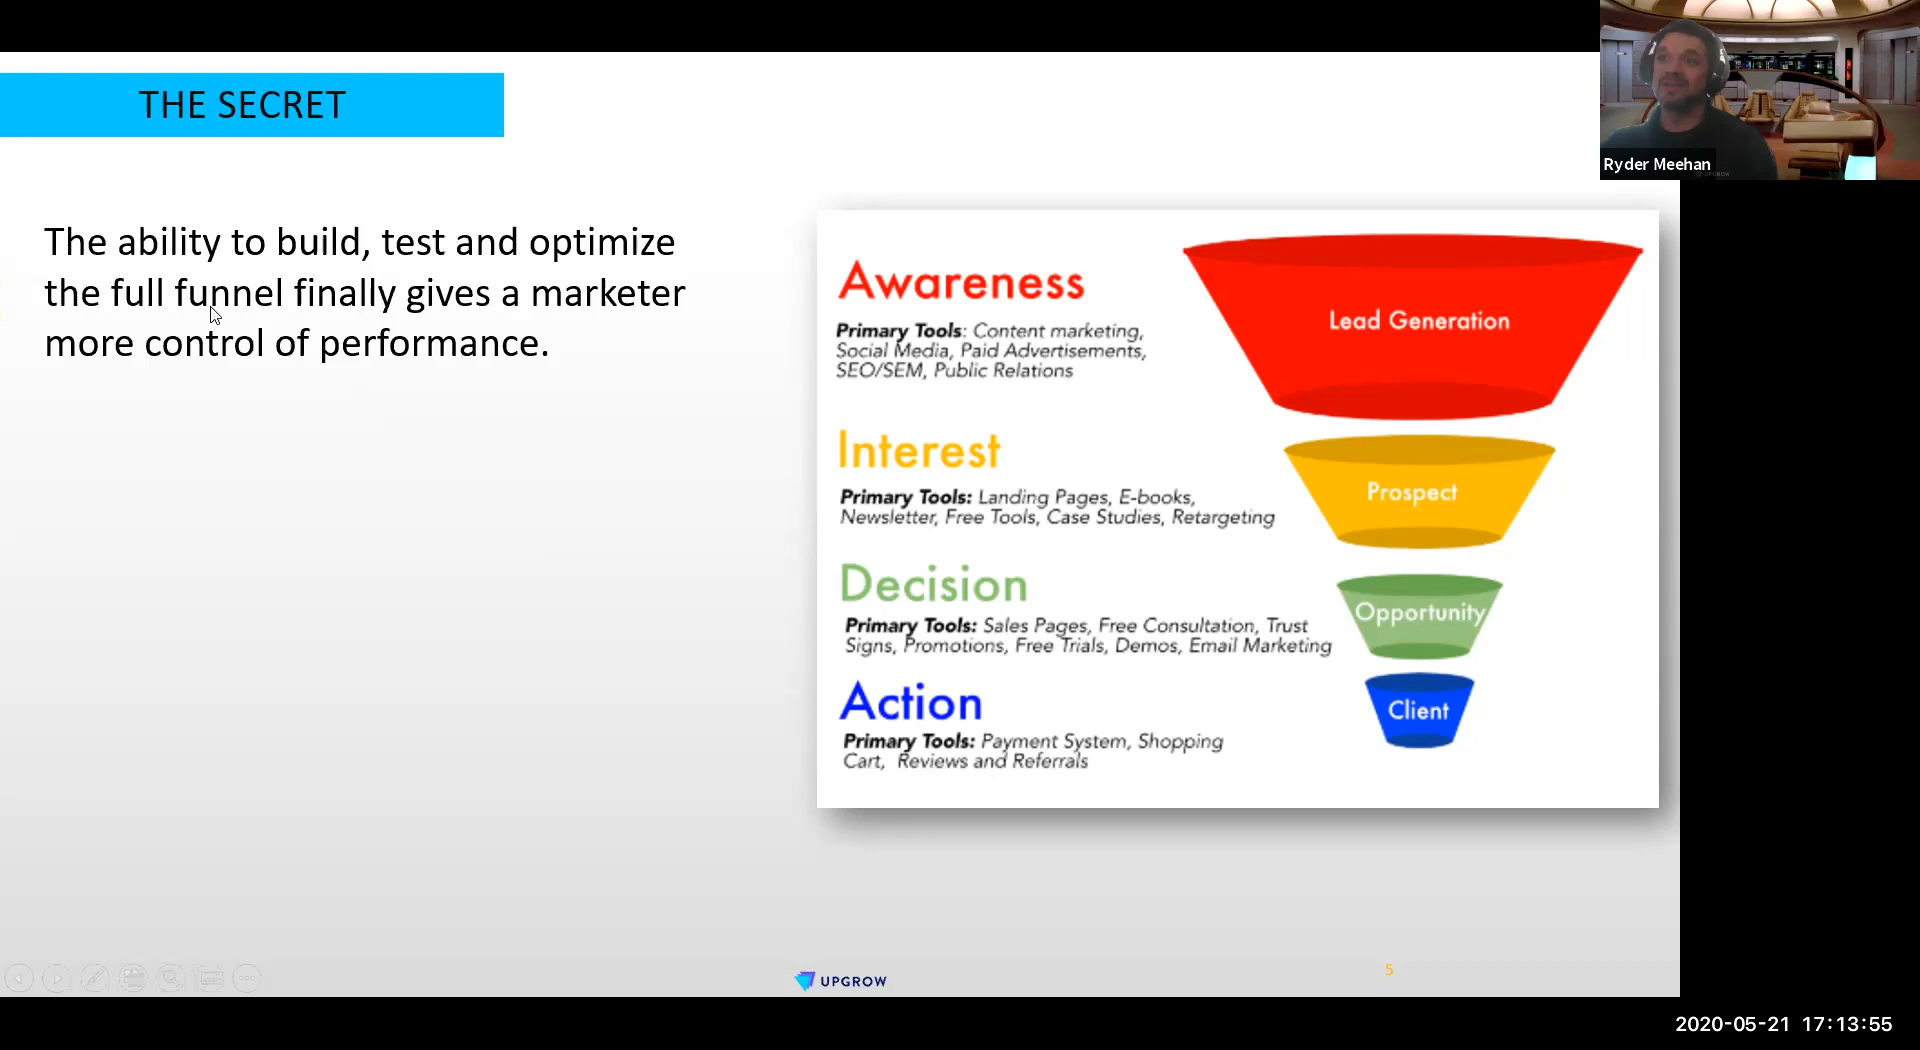 THE SECRET
Ryder Meehan
The ability to build, test and optimize
the full funnel finally gives a marketer
more control of performance.
Awareness
Primary Tools: Content marketing,
Social Media, Paid Advertisements,
SEO/SEM, Public Relations
Lead Generation
Interest
Primary Tools: Landing Pages, E-books,
Newsletter, Free Tools, Case Studies, Retargeting
Prospect
Decision
Primary Tools: Sales Pages, Free Consultation, Trust
Signs, Promotions, Free Trials, Demos, Email Marketing
Opportunity
Action
Primary Tools: Payment System, Shopping
Cart,  Reviews and Referrals
Client
UPGROW
5
2020-05-21 17:13:55